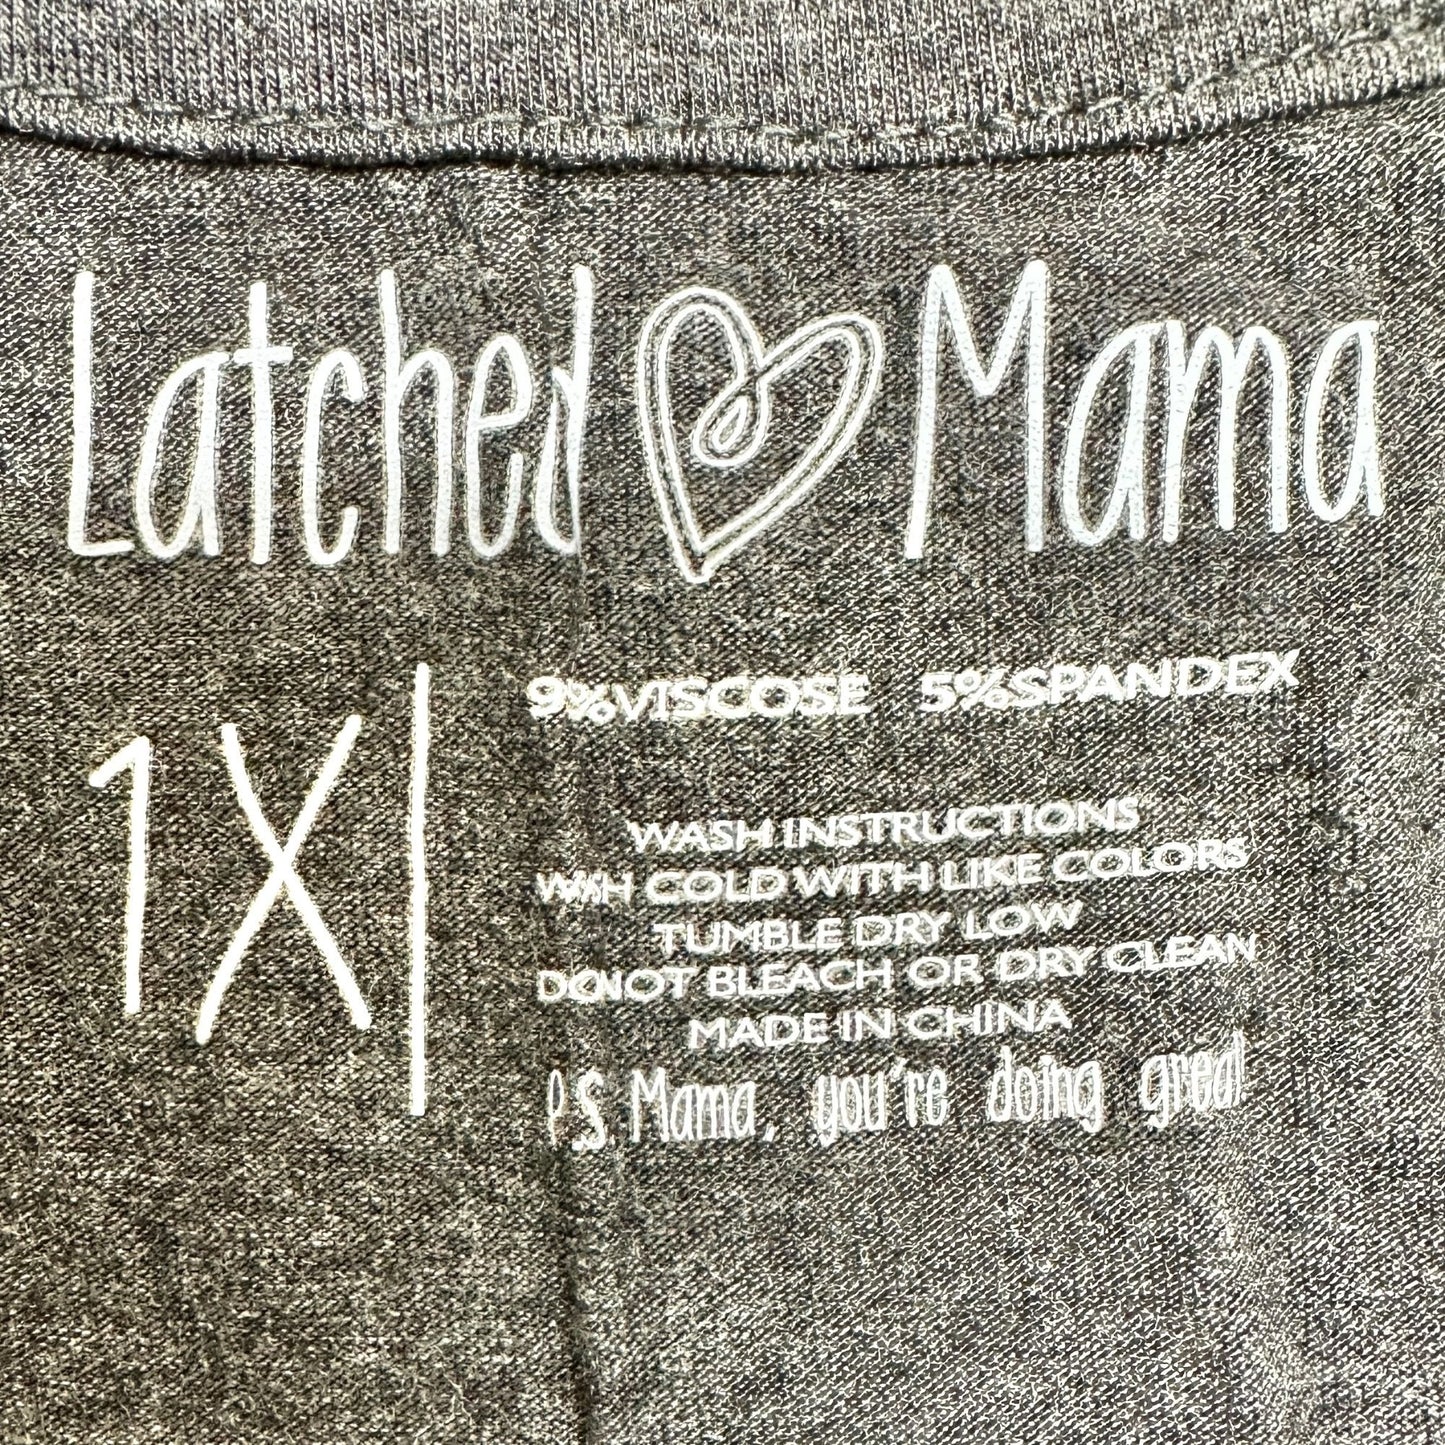 Latched Mama
1X
9%VISCOSE 5%SPANDEX
WASH INSTRUCTIONS
WASH COLD WITH LIKE COLORS
TUMBLE DRY LOW
DO NOT BLEACH OR DRY CLEAN
MADE IN CHINA
P.S. Mama, you're doing great!